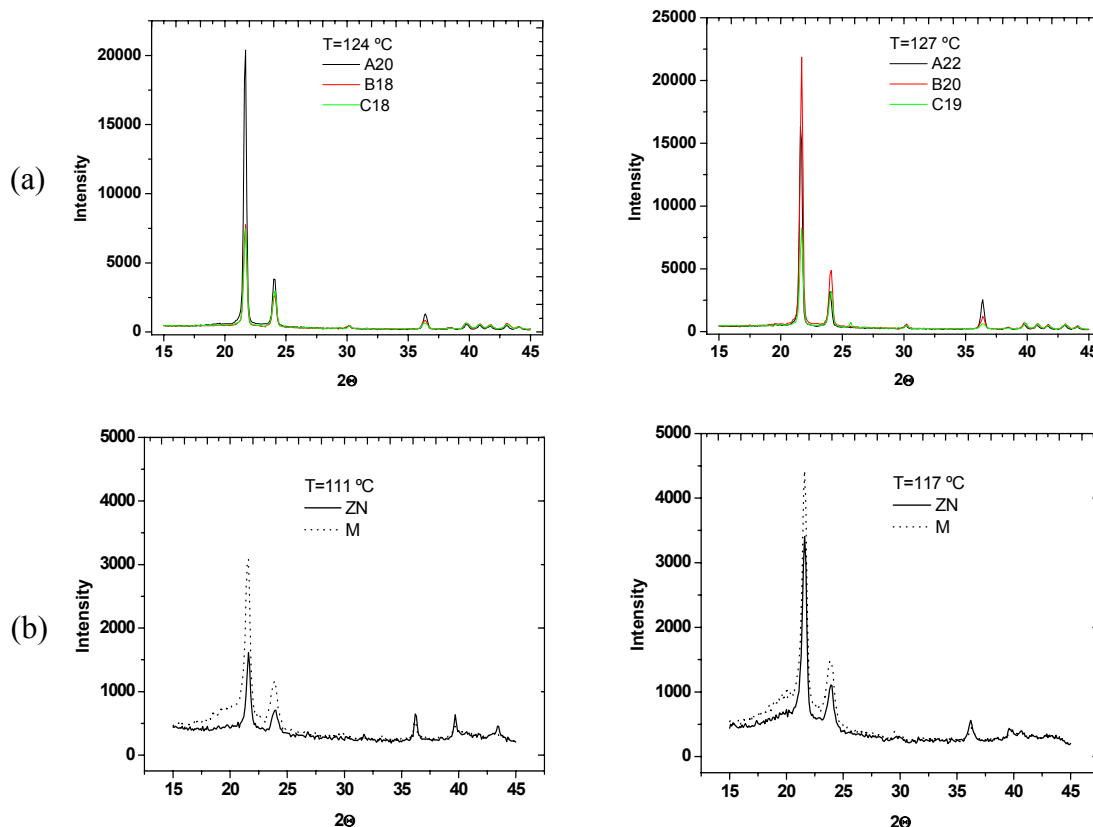 (a)
Intensity
20000
15000
10000
5000
0
T=124 ºC
A20
B18
C18
15 20 25 30 35 40 45
2Θ
Intensity
25000
20000
15000
10000
5000
0
T=127 ºC
A22
B20
C19
15 20 25 30 35 40 45
2Θ
(b)
Intensity
5000
4000
3000
2000
1000
0
T=111 ºC
ZN
M
15 20 25 30 35 40 45
2Θ
Intensity
5000
4000
3000
2000
1000
0
T=117 ºC
ZN
M
15 20 25 30 35 40 45
2Θ